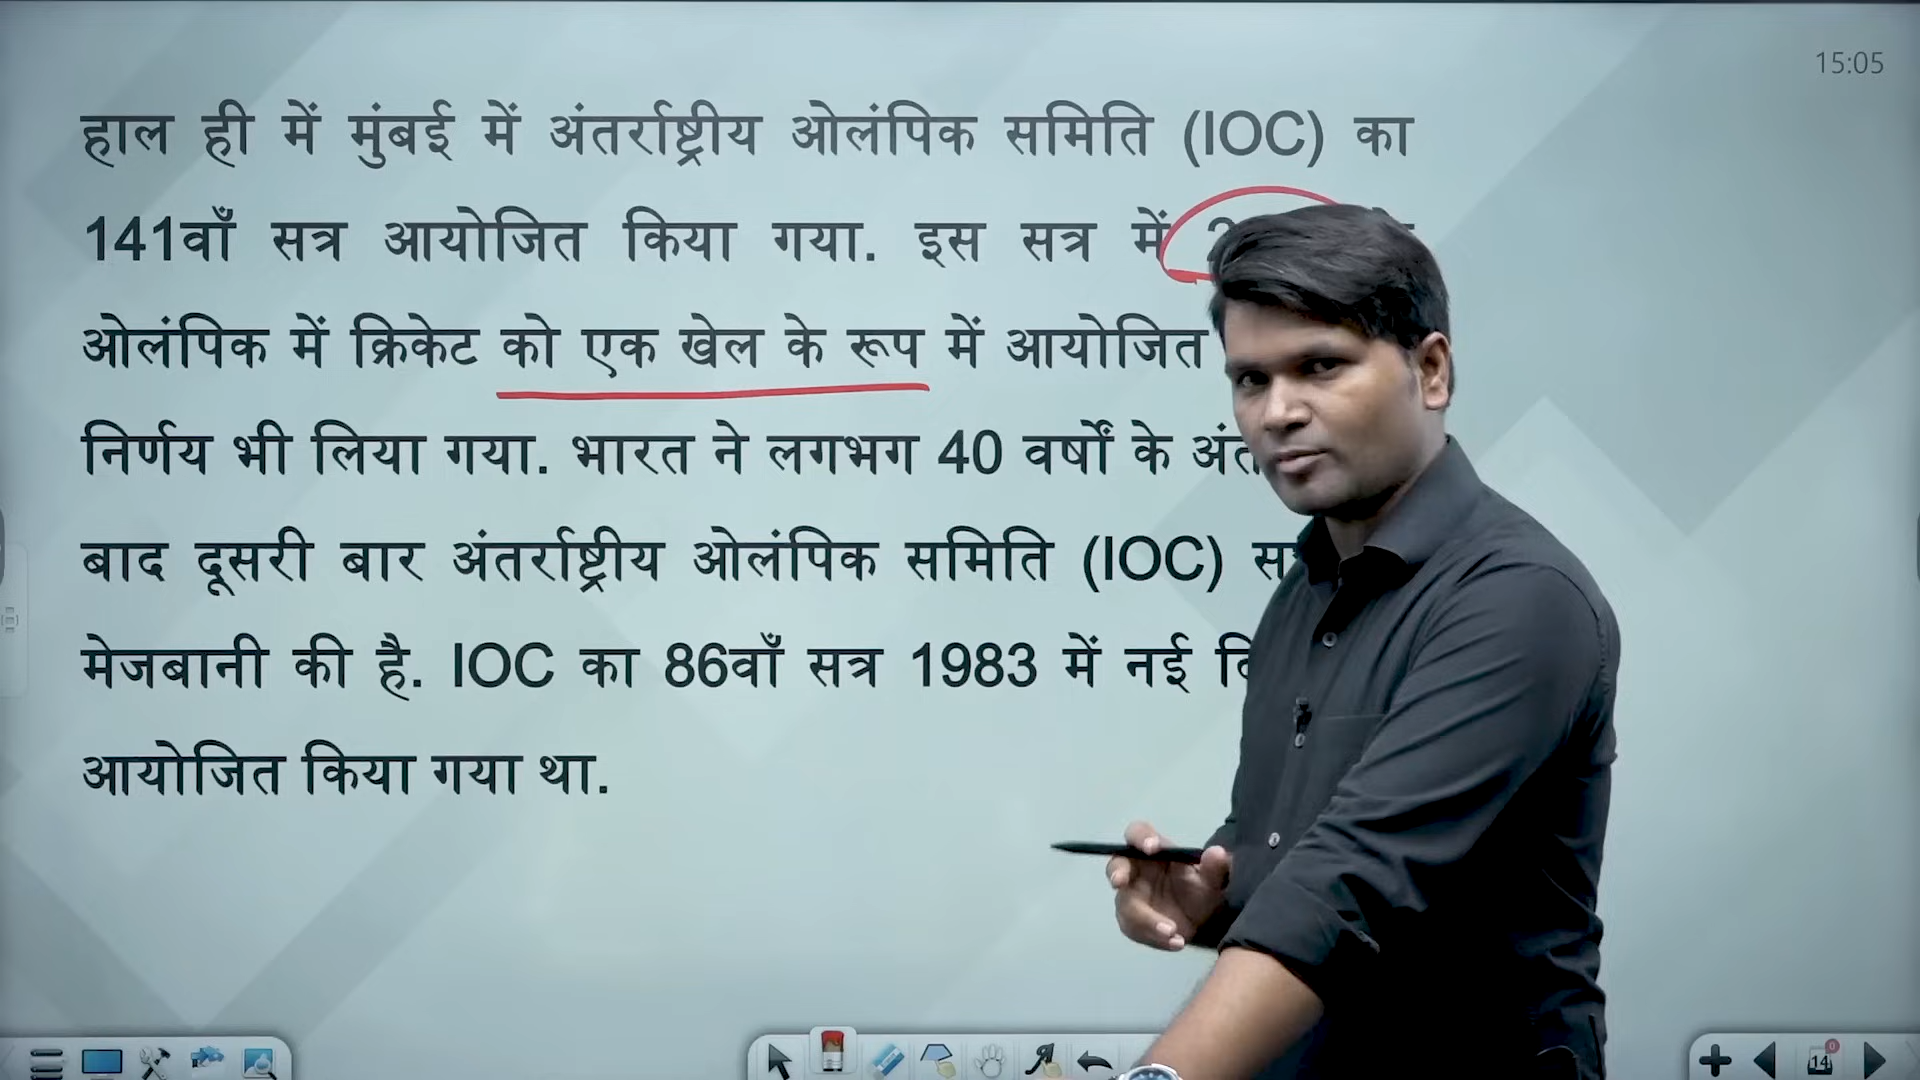 15:05
हाल ही में मुंबई में अंतर्राष्ट्रीय ओलंपिक समिति (IOC) का
141वाँ सत्र आयोजित किया गया. इस सत्र में
ओलंपिक में क्रिकेट को एक खेल के रूप में आयोजित
निर्णय भी लिया गया. भारत ने लगभग 40 वर्षों के
बाद दूसरी बार अंतर्राष्ट्रीय ओलंपिक समिति (IOC)
मेजबानी की है. IOC का 86वाँ सत्र 1983 में नई
आयोजित किया गया था.
14